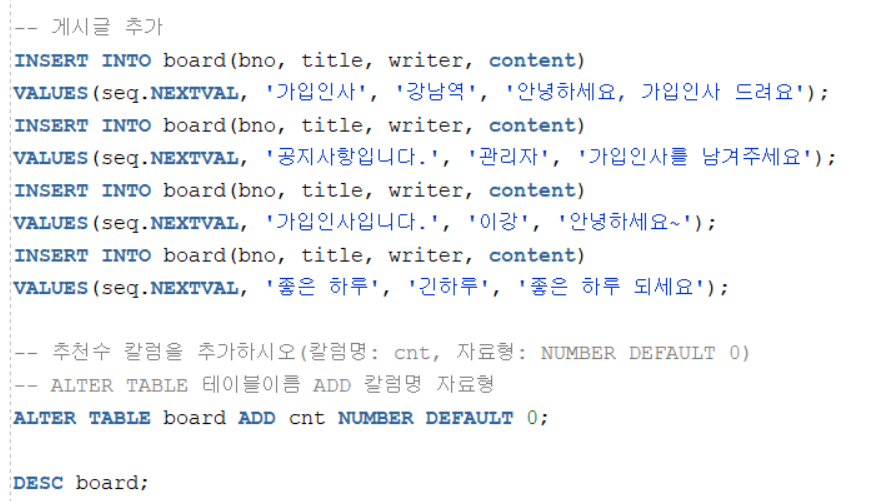 -- 게시글 추가
INSERT INTO board(bno, title, writer, content)
VALUES(seq.NEXTVAL, '가입인사', '강남역', '안녕하세요, 가입인사 드려요');
INSERT INTO board(bno, title, writer, content)
VALUES(seq.NEXTVAL, '공지사항입니다.', '관리자', '가입인사를 남겨주세요');
INSERT INTO board(bno, title, writer, content)
VALUES(seq.NEXTVAL, '가입인사입니다.', '이강', '안녕하세요~');
INSERT INTO board(bno, title, writer, content)
VALUES(seq.NEXTVAL, '좋은 하루', '긴하루', '좋은 하루 되세요');
-- 추천수 칼럼을 추가하시오(칼럼명: cnt, 자료형: NUMBER DEFAULT 0)
-- ALTER TABLE 테이블이름 ADD 칼럼명 자료형
ALTER TABLE board ADD cnt NUMBER DEFAULT 0;
DESC board;